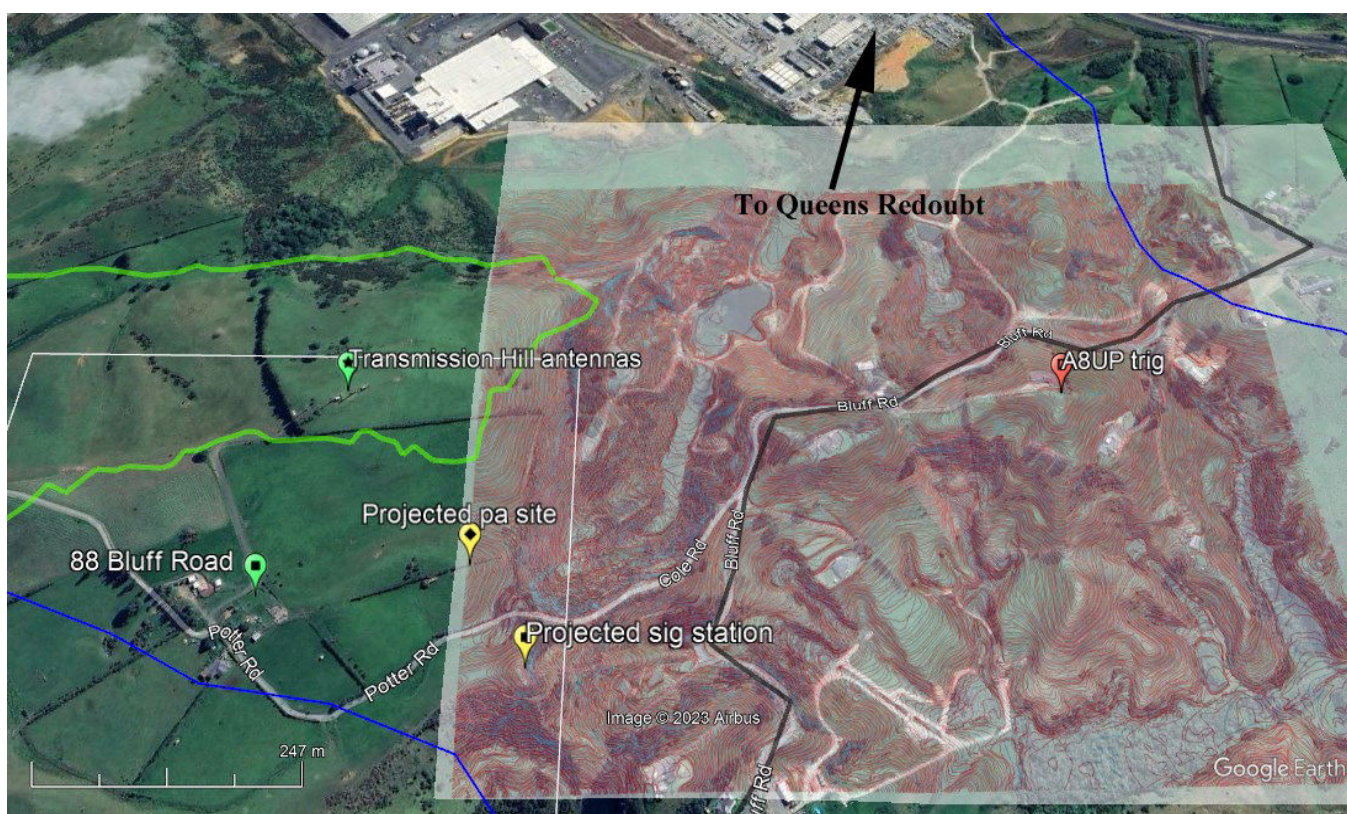 To Queens Redoubt
Transmission Hill antennas
Bluff Rd
A8UP trig
Bluff Rd
Projected pa site
Bluff Rd
Cole Rd
88 Bluff Road
Projected sig station
Potter Rd
Potter Rd
Image © 2023 Airbus
247 m
Google Earth
Bluff Rd